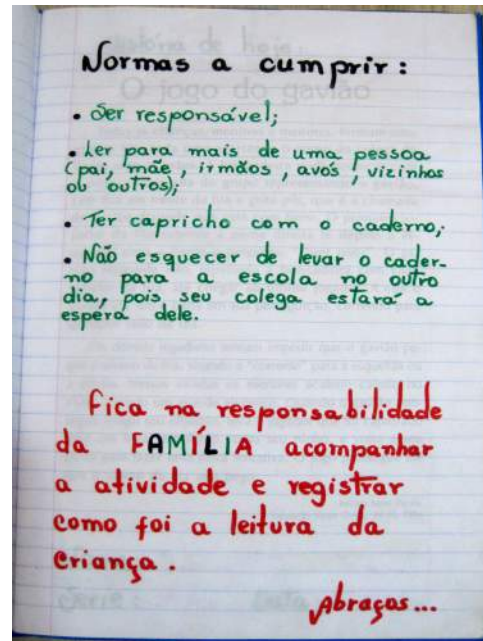 Normas a cumprir:
• Ser responsável;
• Ler para mais de uma pessoa
(pai, mãe, irmãos, avós, vizinhos
ou outros);
• Ter capricho com o caderno;
• Não esquecer de levar o cader-
no para a escola no outro
dia, pois seu colega estará a
espera dele.
Fica na responsabilidade
da FAMÍLIA acompanhar
a atividade e registrar
como foi a leitura da
criança.
Abraços...